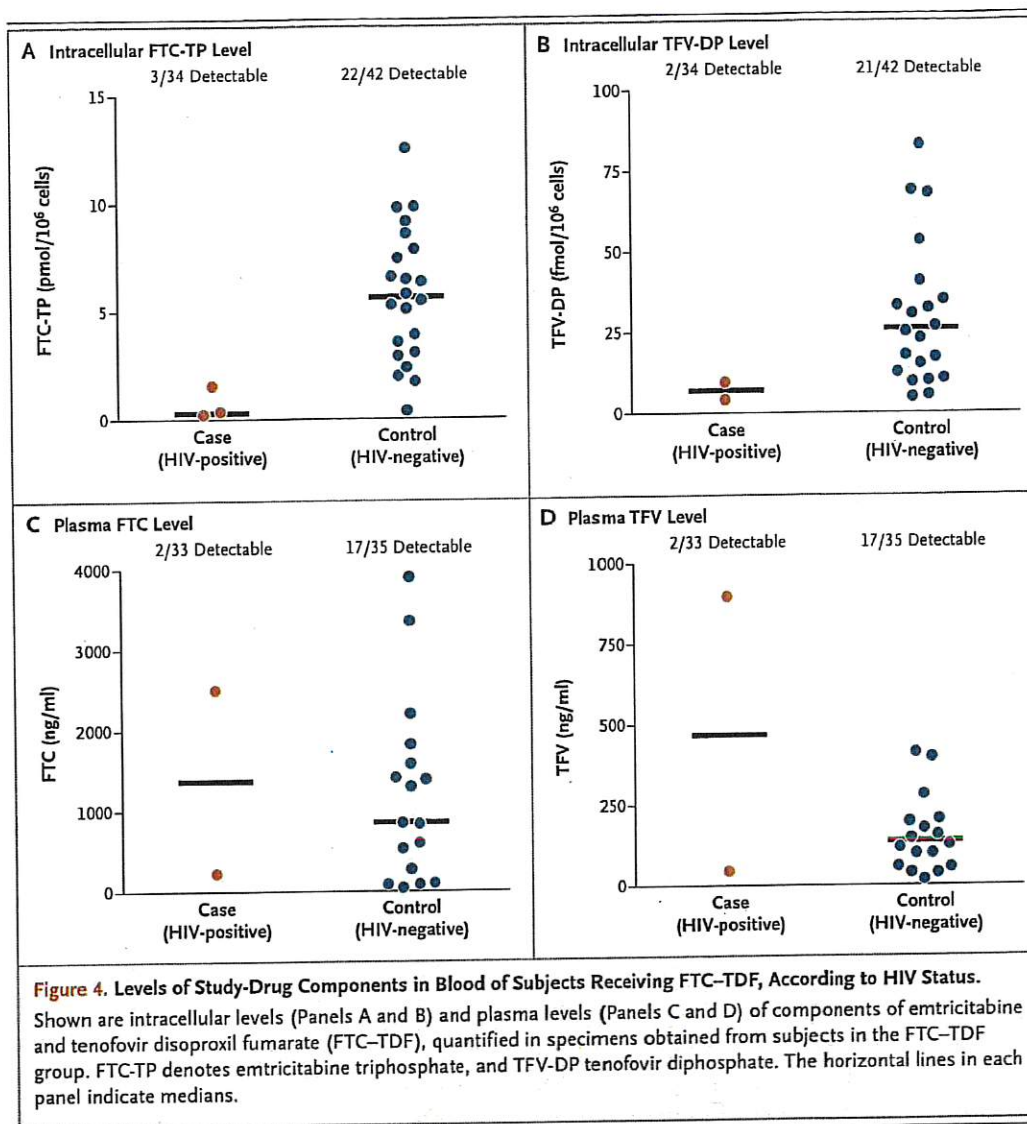 A Intracellular FTC-TP Level
3/34 Detectable 22/42 Detectable
15
10
5
0
FTC-TP (pmol/10⁶ cells)
Case
(HIV-positive)
Control
(HIV-negative)
B Intracellular TFV-DP Level
2/34 Detectable 21/42 Detectable
100
75
50
25
0
TFV-DP (fmol/10⁶ cells)
Case
(HIV-positive)
Control
(HIV-negative)
C Plasma FTC Level
2/33 Detectable 17/35 Detectable
4000
3000
2000
1000
0
FTC (ng/ml)
Case
(HIV-positive)
Control
(HIV-negative)
D Plasma TFV Level
2/33 Detectable 17/35 Detectable
1000
750
500
250
0
TFV (ng/ml)
Case
(HIV-positive)
Control
(HIV-negative)
Figure 4. Levels of Study-Drug Components in Blood of Subjects Receiving FTC–TDF, According to HIV Status.
Shown are intracellular levels (Panels A and B) and plasma levels (Panels C and D) of components of emtricitabine
and tenofovir disoproxil fumarate (FTC–TDF), quantified in specimens obtained from subjects in the FTC–TDF
group. FTC-TP denotes emtricitabine triphosphate, and TFV-DP tenofovir diphosphate. The horizontal lines in each
panel indicate medians.